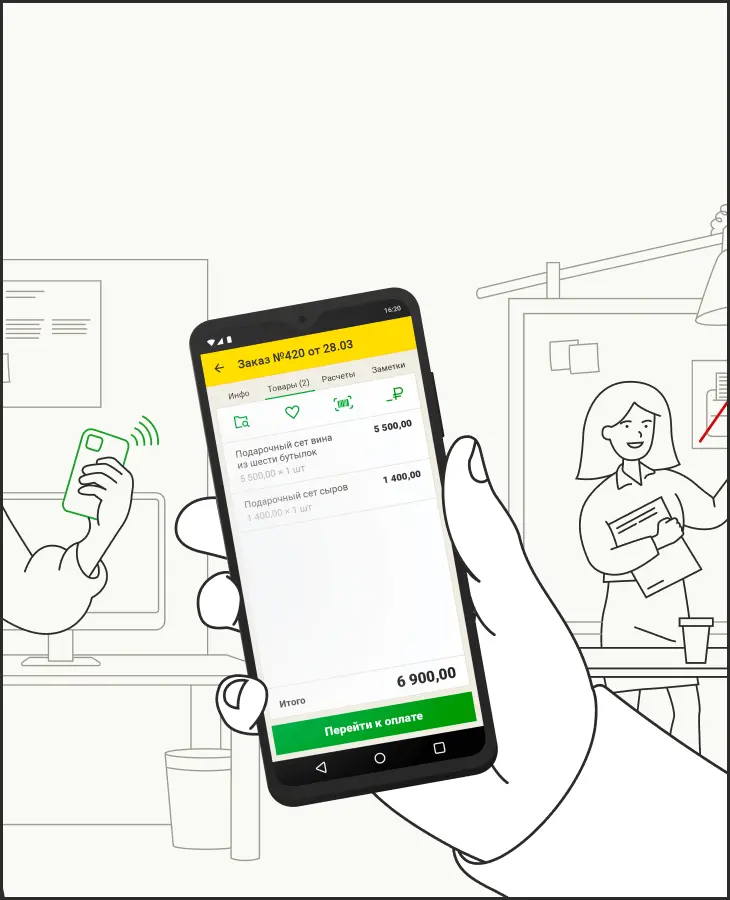 16:20
Заказ №420 от 28.03
Инфо Товары (2) Расчеты Заметки
Подарочный сет вина 5 500,00
из шести бутылок
5 500,00 × 1 шт
Подарочный сет сыров 1 400,00
1 400,00 × 1 шт
Итого 6 900,00
Перейти к оплате